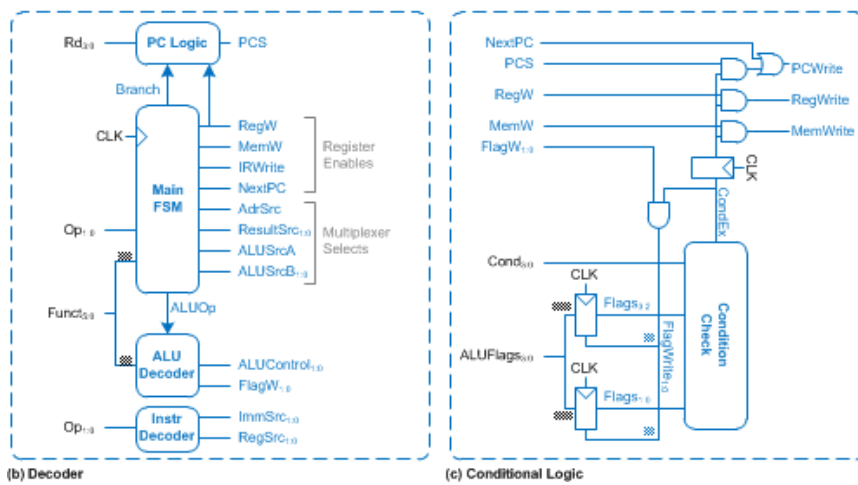 Rd3:0
PC Logic
PCS
Branch
CLK
Main
FSM
RegW
MemW
IRWrite
NextPC
Register
Enables
AdrSrc
ResultSrc1:0
ALUSrcA
ALUSrcB1:0
Multiplexer
Selects
Op1:0
Funct5:0
ALUOp
ALU
Decoder
ALUControl1:0
FlagW1:0
Op1:0
Instr
Decoder
ImmSrc1:0
RegSrc1:0
(b) Decoder
NextPC
PCS
PCWrite
RegW
RegWrite
MemW
MemWrite
FlagW1:0
CLK
CondEx
Cond3:0
CLK
Flags3:2
Condition
Check
FlagWrite1:0
ALUFlags3:0
CLK
Flags1:0
(c) Conditional Logic